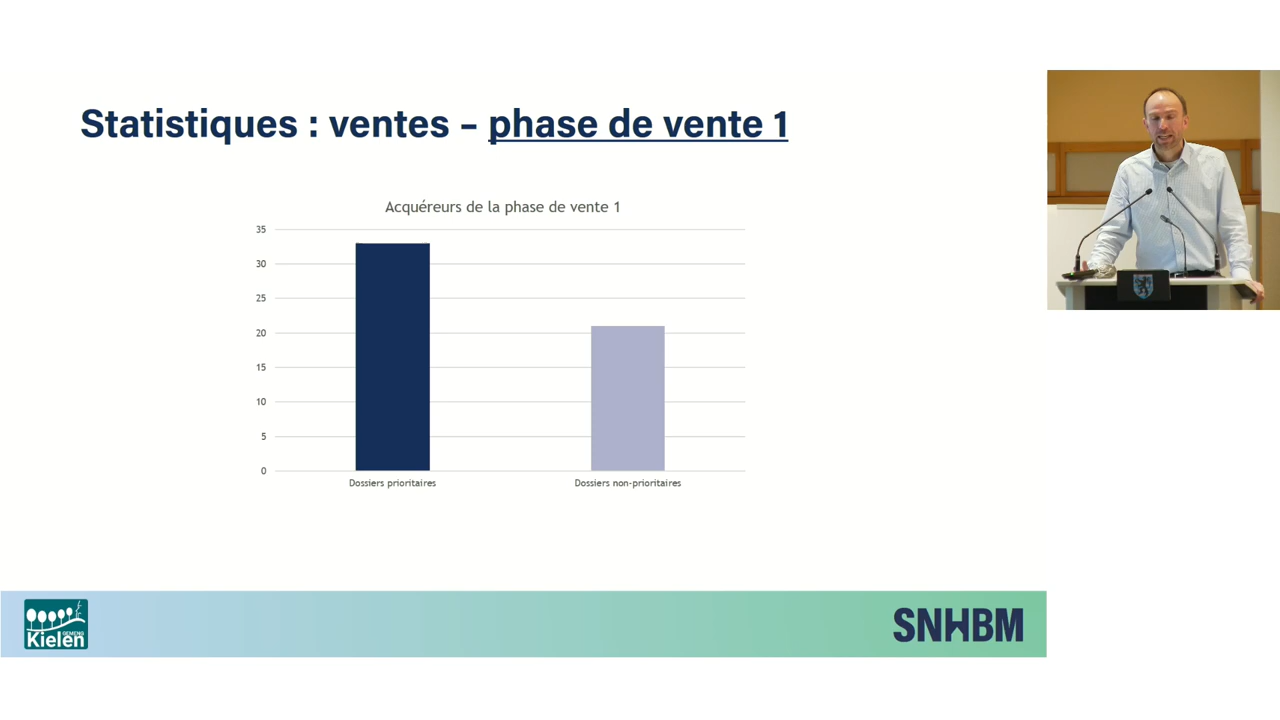 Statistiques : ventes – phase de vente 1
Acquéreurs de la phase de vente 1
35
30
25
20
15
10
5
0
Dossiers prioritaires
Dossiers non-prioritaires
GEMENG
Kielen
SNHBM